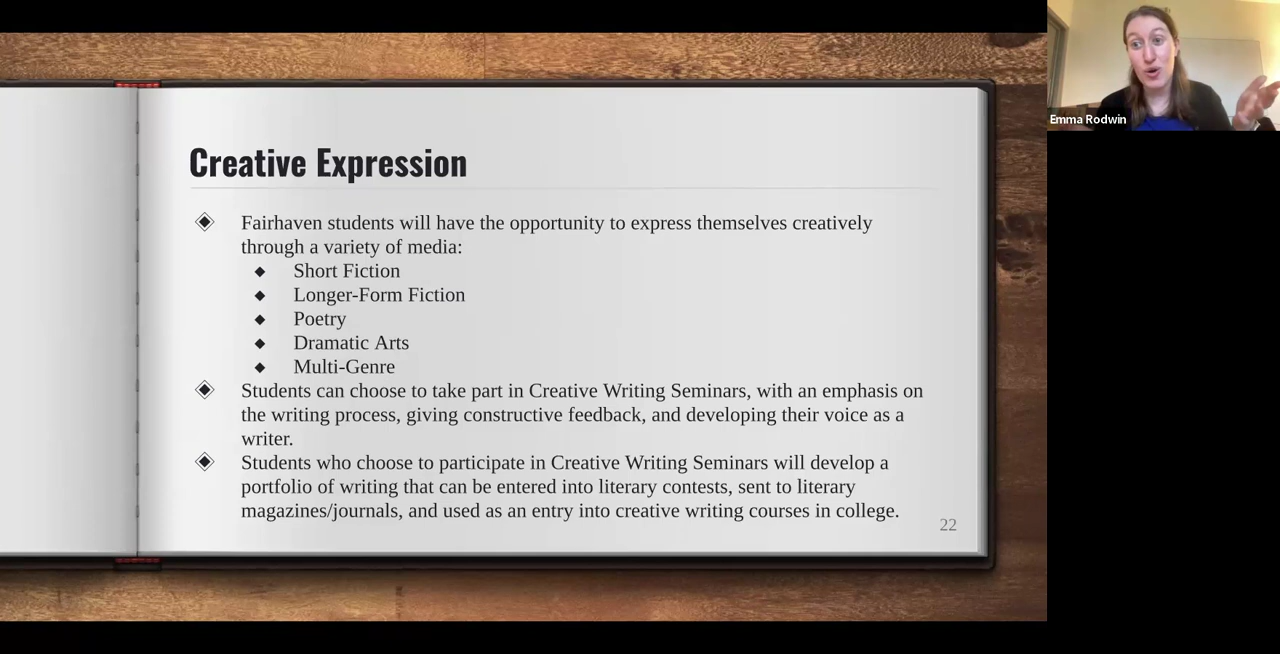 Creative Expression
Fairhaven students will have the opportunity to express themselves creatively
through a variety of media:
Short Fiction
Longer-Form Fiction
Poetry
Dramatic Arts
Multi-Genre
Students can choose to take part in Creative Writing Seminars, with an emphasis on
the writing process, giving constructive feedback, and developing their voice as a
writer.
Students who choose to participate in Creative Writing Seminars will develop a
portfolio of writing that can be entered into literary contests, sent to literary
magazines/journals, and used as an entry into creative writing courses in college.
22
Emma Rodwin